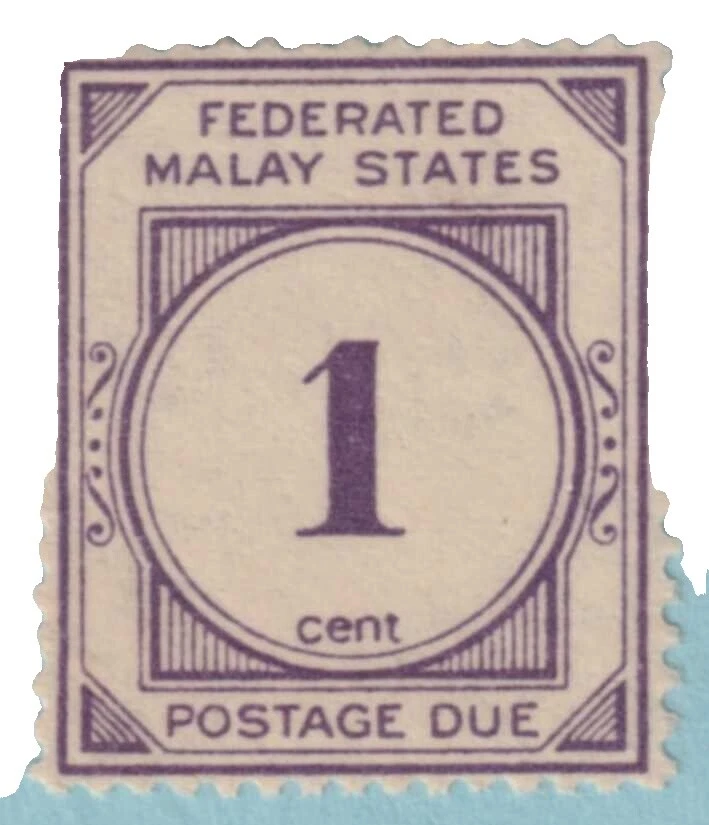 FEDERATED
MALAY STATES
1
cent
POSTAGE DUE